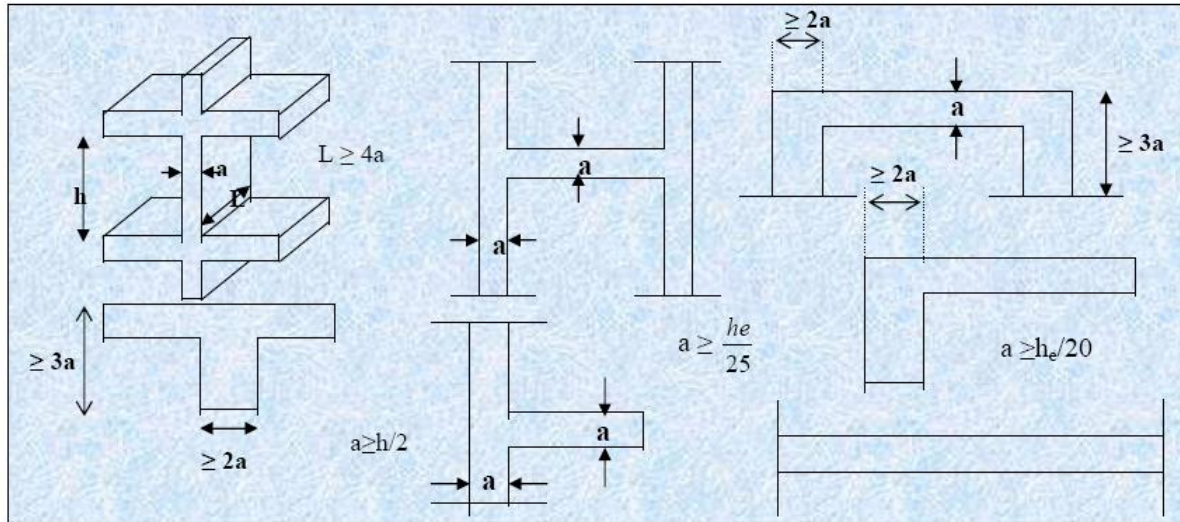 ≥ 2a
a
≥ 3a
≥ 2a
h
a
L
L ≥ 4a
a
a
≥ 3a
≥ 2a
a ≥ he/25
a ≥he/20
a≥h/2
a
a